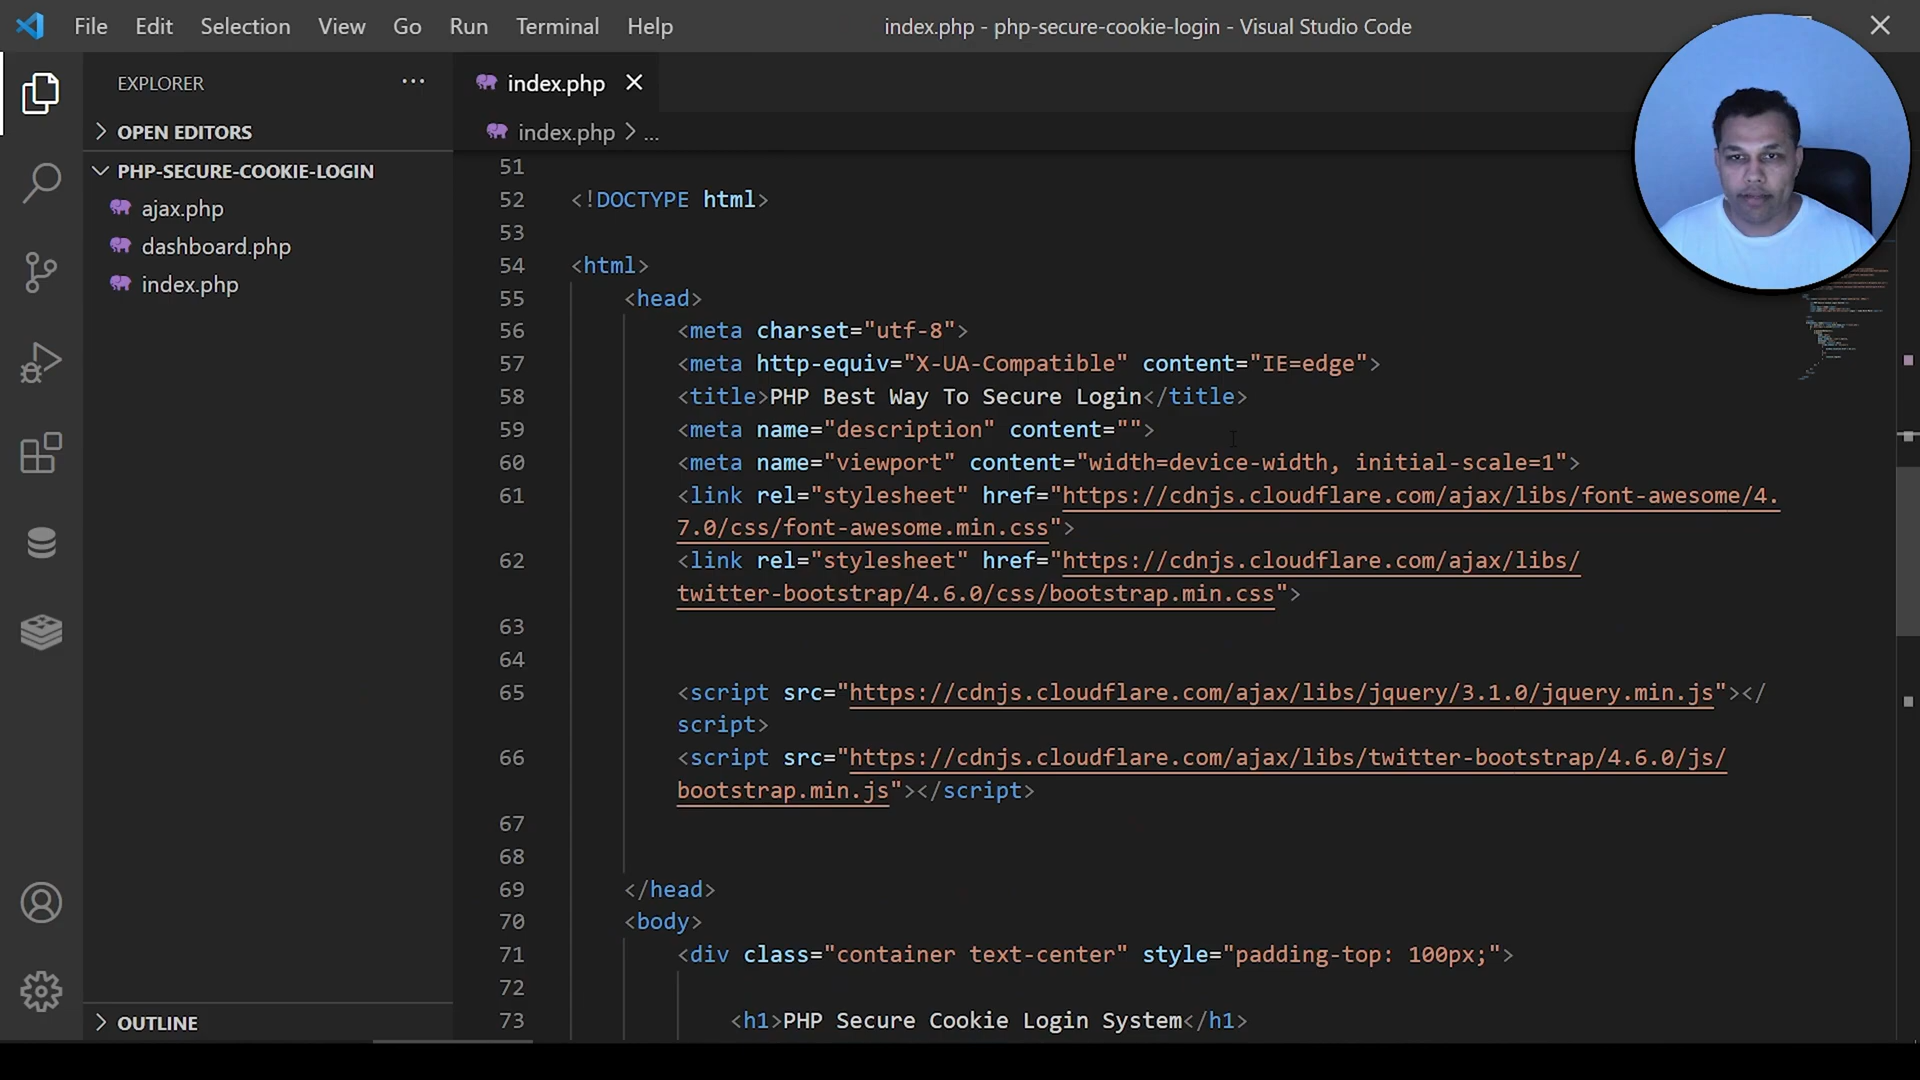 File Edit Selection View Go Run Terminal Help
index.php - php-secure-cookie-login - Visual Studio Code
EXPLORER
index.php
OPEN EDITORS
index.php > ...
PHP-SECURE-COOKIE-LOGIN
ajax.php
dashboard.php
index.php
OUTLINE
51
52 <!DOCTYPE html>
53
54 <html>
55 <head>
56 <meta charset="utf-8">
57 <meta http-equiv="X-UA-Compatible" content="IE=edge">
58 <title>PHP Best Way To Secure Login</title>
59 <meta name="description" content="">
60 <meta name="viewport" content="width=device-width, initial-scale=1">
61 <link rel="stylesheet" href="https://cdnjs.cloudflare.com/ajax/libs/font-awesome/4.
7.0/css/font-awesome.min.css">
62 <link rel="stylesheet" href="https://cdnjs.cloudflare.com/ajax/libs/
twitter-bootstrap/4.6.0/css/bootstrap.min.css">
63
64
65 <script src="https://cdnjs.cloudflare.com/ajax/libs/jquery/3.1.0/jquery.min.js"></
script>
66 <script src="https://cdnjs.cloudflare.com/ajax/libs/twitter-bootstrap/4.6.0/js/
bootstrap.min.js"></script>
67
68
69 </head>
70 <body>
71 <div class="container text-center" style="padding-top: 100px;">
72
73 <h1>PHP Secure Cookie Login System</h1>